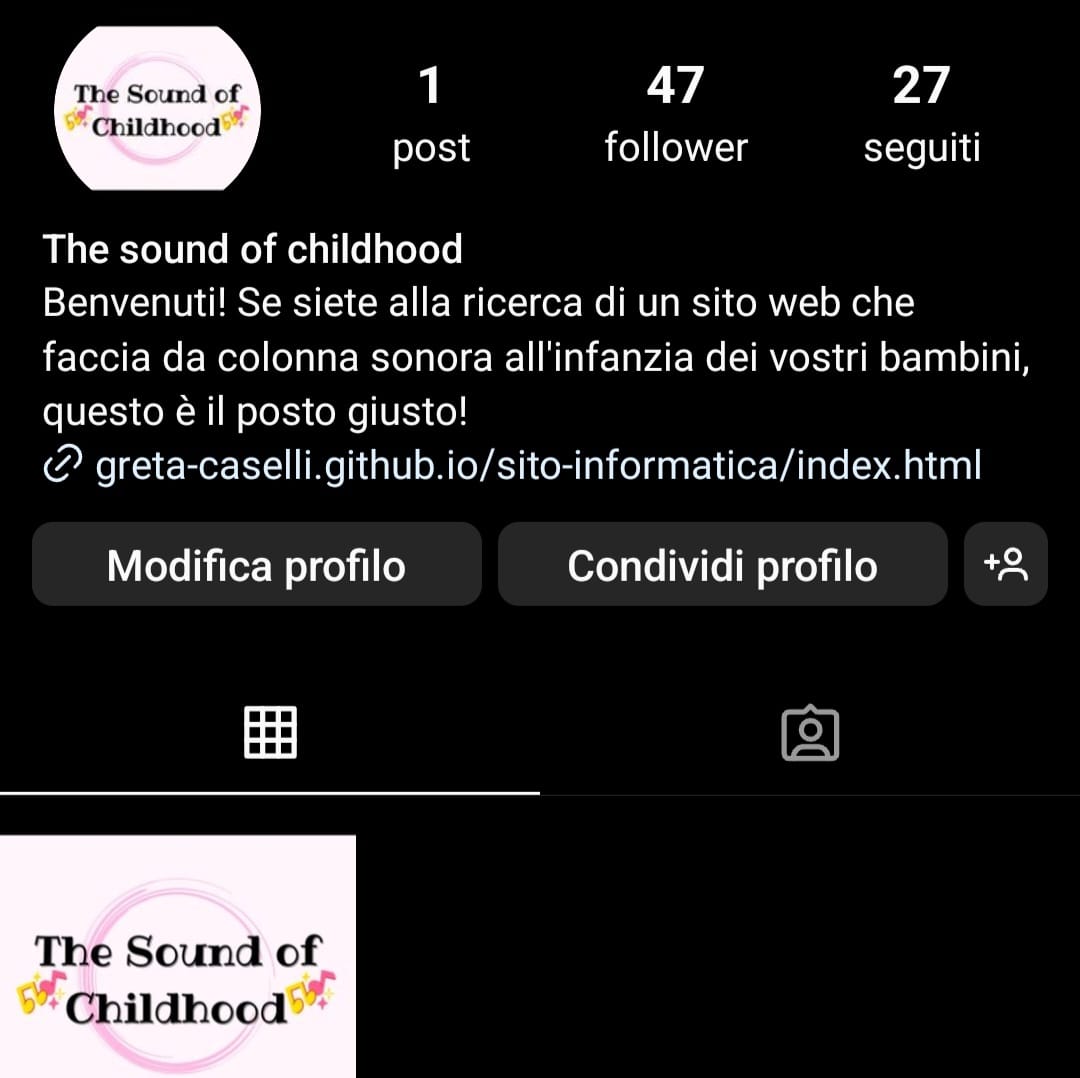 The Sound of
Childhood
1
47
27
post
follower
seguiti
The sound of childhood
Benvenuti! Se siete alla ricerca di un sito web che
faccia da colonna sonora all'infanzia dei vostri bambini,
questo è il posto giusto!
greta-caselli.github.io/sito-informatica/index.html
Modifica profilo
Condividi profilo
The Sound of
Childhood